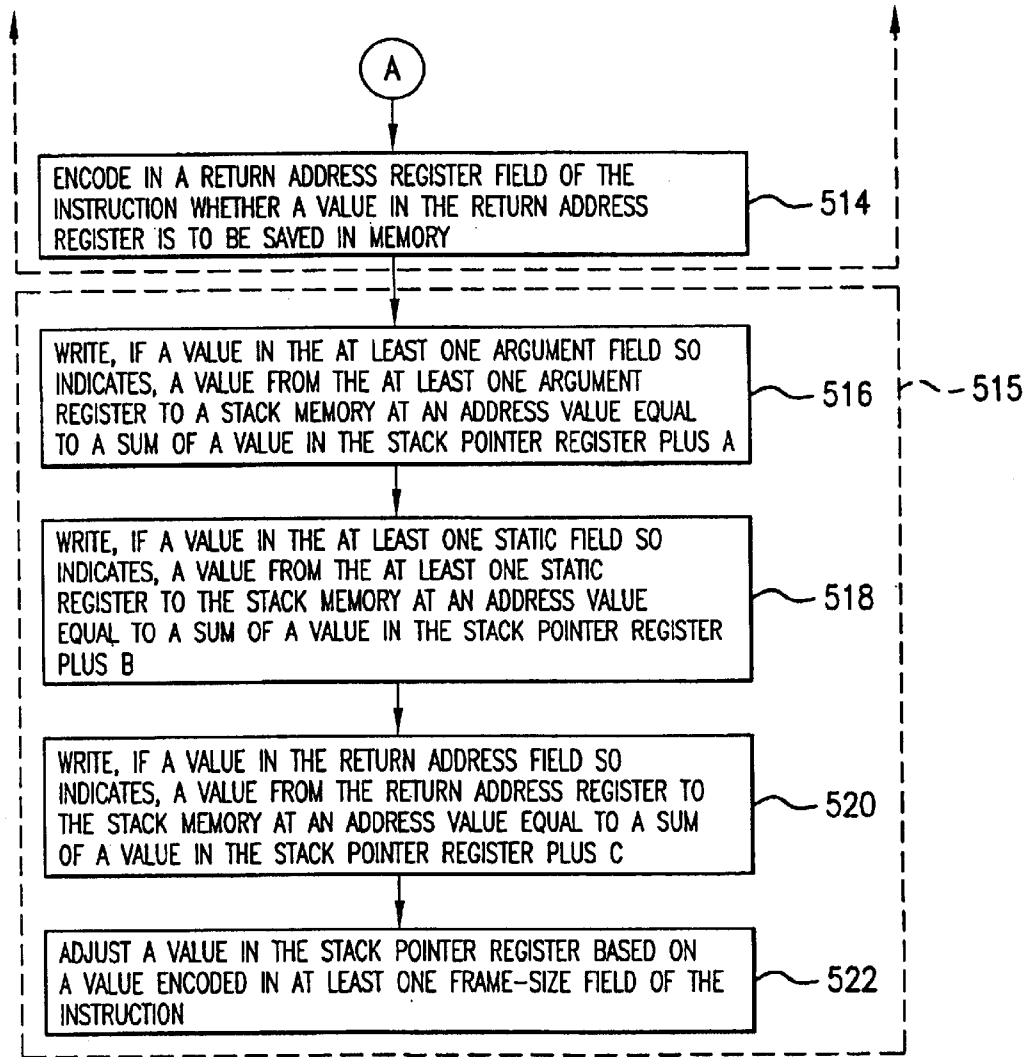 A
ENCODE IN A RETURN ADDRESS REGISTER FIELD OF THE
INSTRUCTION WHETHER A VALUE IN THE RETURN ADDRESS
REGISTER IS TO BE SAVED IN MEMORY
514
WRITE, IF A VALUE IN THE AT LEAST ONE ARGUMENT FIELD SO
INDICATES, A VALUE FROM THE AT LEAST ONE ARGUMENT
REGISTER TO A STACK MEMORY AT AN ADDRESS VALUE EQUAL
TO A SUM OF A VALUE IN THE STACK POINTER REGISTER PLUS A
516
515
WRITE, IF A VALUE IN THE AT LEAST ONE STATIC FIELD SO
INDICATES, A VALUE FROM THE AT LEAST ONE STATIC
REGISTER TO THE STACK MEMORY AT AN ADDRESS VALUE
EQUAL TO A SUM OF A VALUE IN THE STACK POINTER REGISTER
PLUS B
518
WRITE, IF A VALUE IN THE RETURN ADDRESS FIELD SO
INDICATES, A VALUE FROM THE RETURN ADDRESS REGISTER TO
THE STACK MEMORY AT AN ADDRESS VALUE EQUAL TO A SUM
OF A VALUE IN THE STACK POINTER REGISTER PLUS C
520
ADJUST A VALUE IN THE STACK POINTER REGISTER BASED ON
A VALUE ENCODED IN AT LEAST ONE FRAME-SIZE FIELD OF THE
INSTRUCTION
522